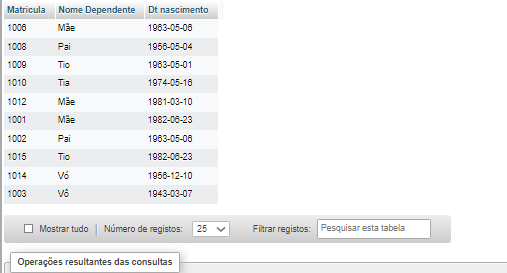 Matricula Nome Dependente Dt nascimento
1006 Mãe 1963-05-06
1008 Pai 1956-05-04
1009 Tio 1963-05-01
1010 Tia 1974-05-16
1012 Mãe 1981-03-10
1001 Mãe 1982-06-23
1002 Pai 1963-05-06
1015 Tio 1982-06-23
1014 Vó 1956-12-10
1003 Vô 1943-03-07
Mostrar tudo | Número de registos: 25 Filtrar registos: Pesquisar esta tabela
Operações resultantes das consultas